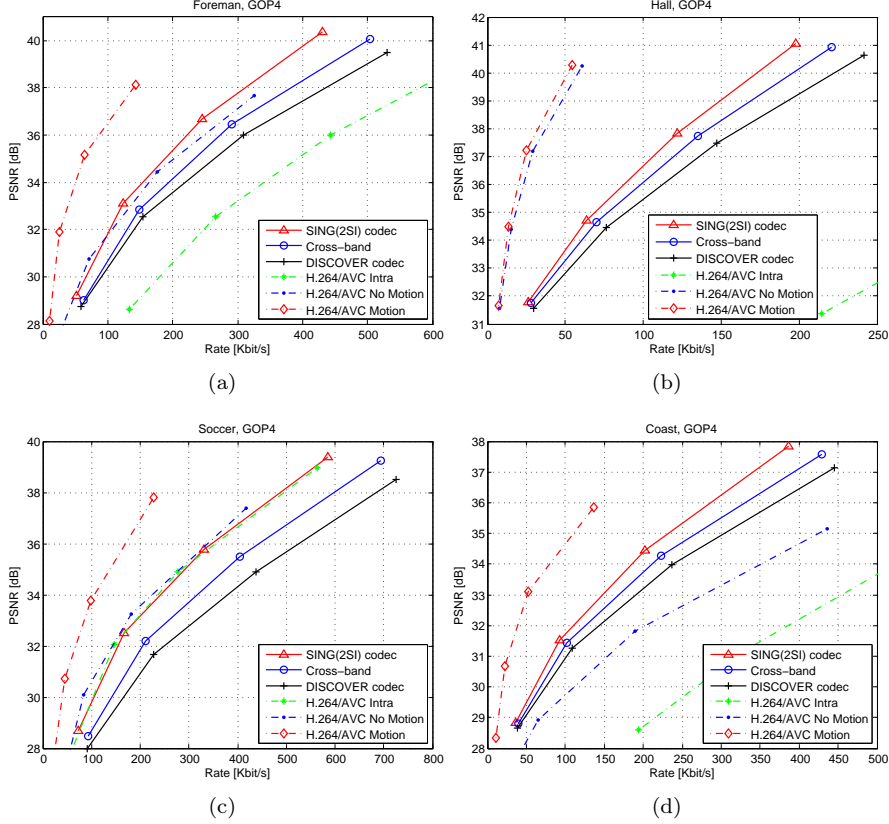 Foreman, GOP4
PSNR [dB]
40
38
36
34
32
30
28
0 100 200 300 400 500 600
Rate [Kbit/s]
SING(2SI) codec
Cross-band
DISCOVER codec
H.264/AVC Intra
H.264/AVC No Motion
H.264/AVC Motion
(a)
Hall, GOP4
PSNR [dB]
42
41
40
39
38
37
36
35
34
33
32
31
0 50 100 150 200 250
Rate [Kbit/s]
SING(2SI) codec
Cross-band
DISCOVER codec
H.264/AVC Intra
H.264/AVC No Motion
H.264/AVC Motion
(b)
Soccer, GOP4
PSNR [dB]
40
38
36
34
32
30
28
0 100 200 300 400 500 600 700 800
Rate [Kbit/s]
SING(2SI) codec
Cross-band
DISCOVER codec
H.264/AVC Intra
H.264/AVC No Motion
H.264/AVC Motion
(c)
Coast, GOP4
PSNR [dB]
38
37
36
35
34
33
32
31
30
29
28
0 50 100 150 200 250 300 350 400 450 500
Rate [Kbit/s]
SING(2SI) codec
Cross-band
DISCOVER codec
H.264/AVC Intra
H.264/AVC No Motion
H.264/AVC Motion
(d)